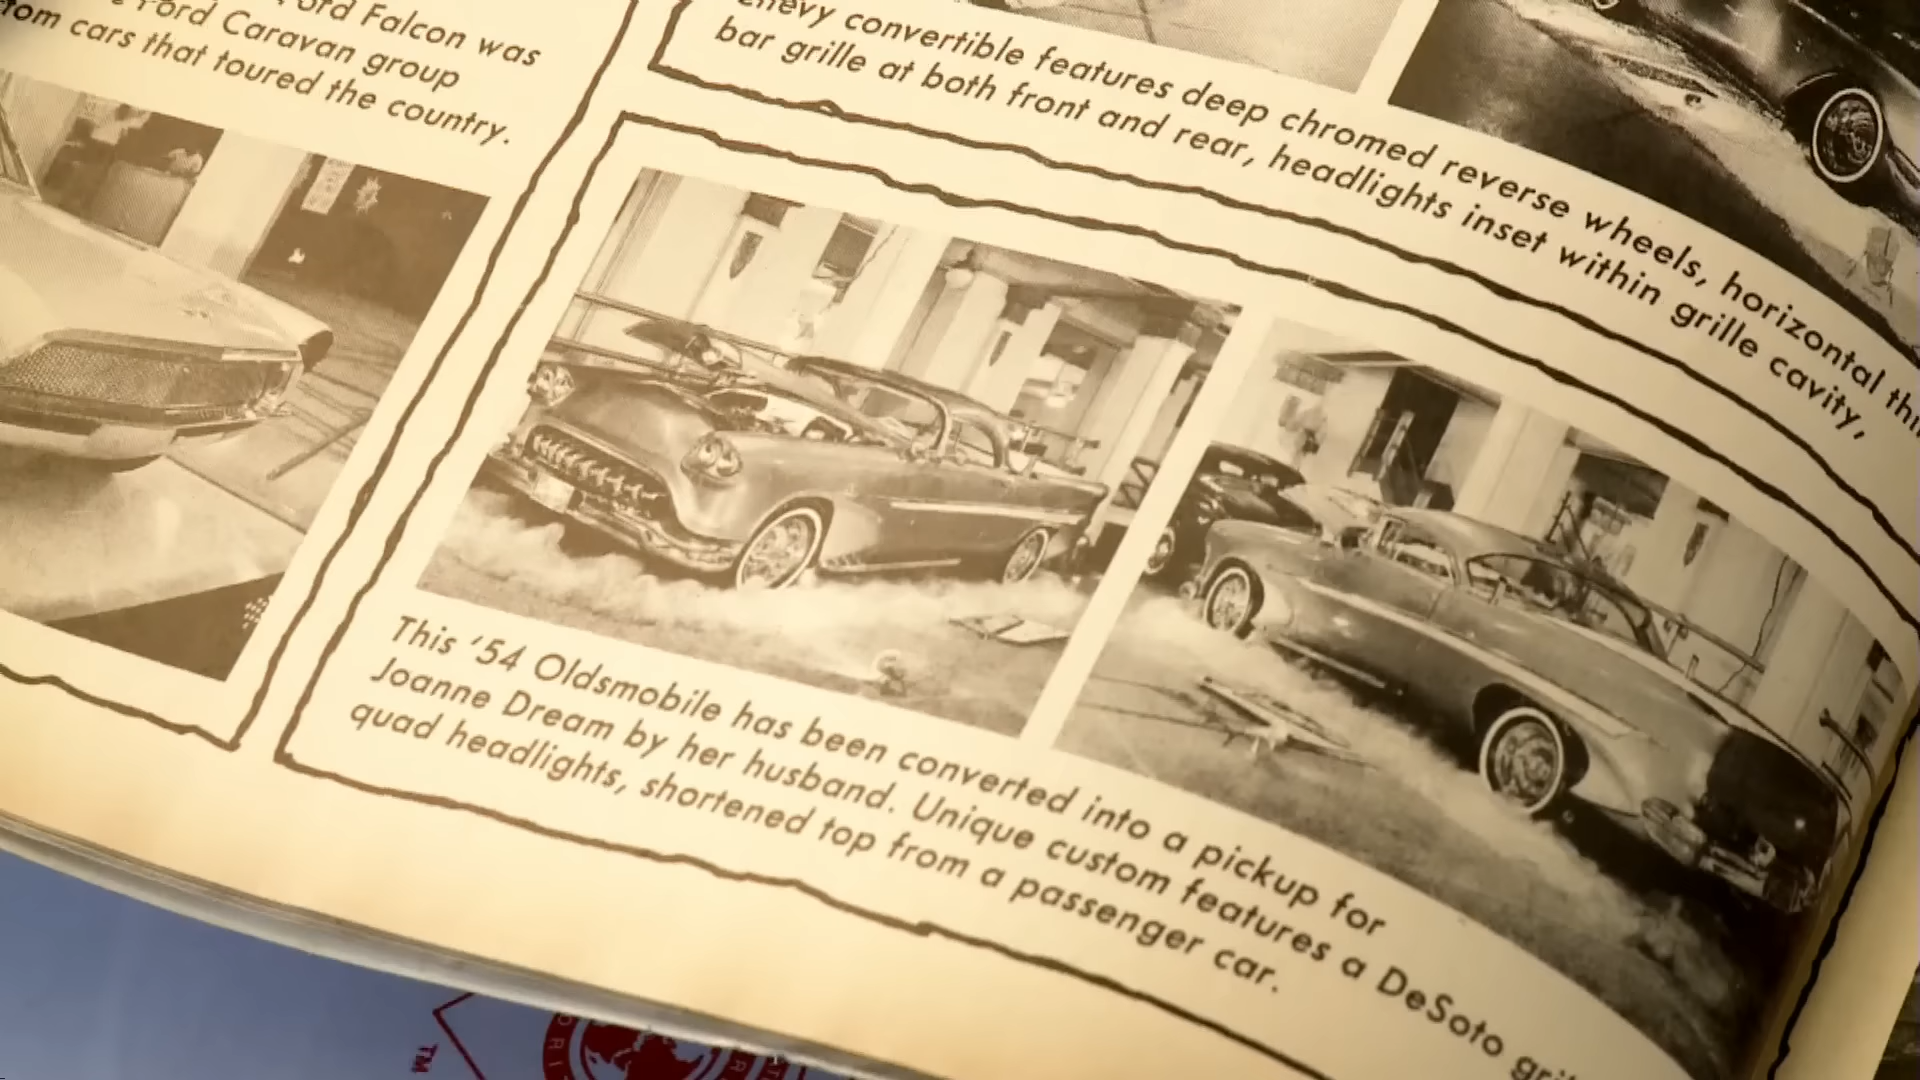 Ford Falcon was
Ford Caravan group
cars that toured the country.
Chevy convertible features deep chromed reverse wheels, horizontal
bar grille at both front and rear, headlights inset within grille cavity,
This '54 Oldsmobile has been converted into a pickup for
Joanne Dream by her husband. Unique custom features a DeSoto
quad headlights, shortened top from a passenger car.
TM